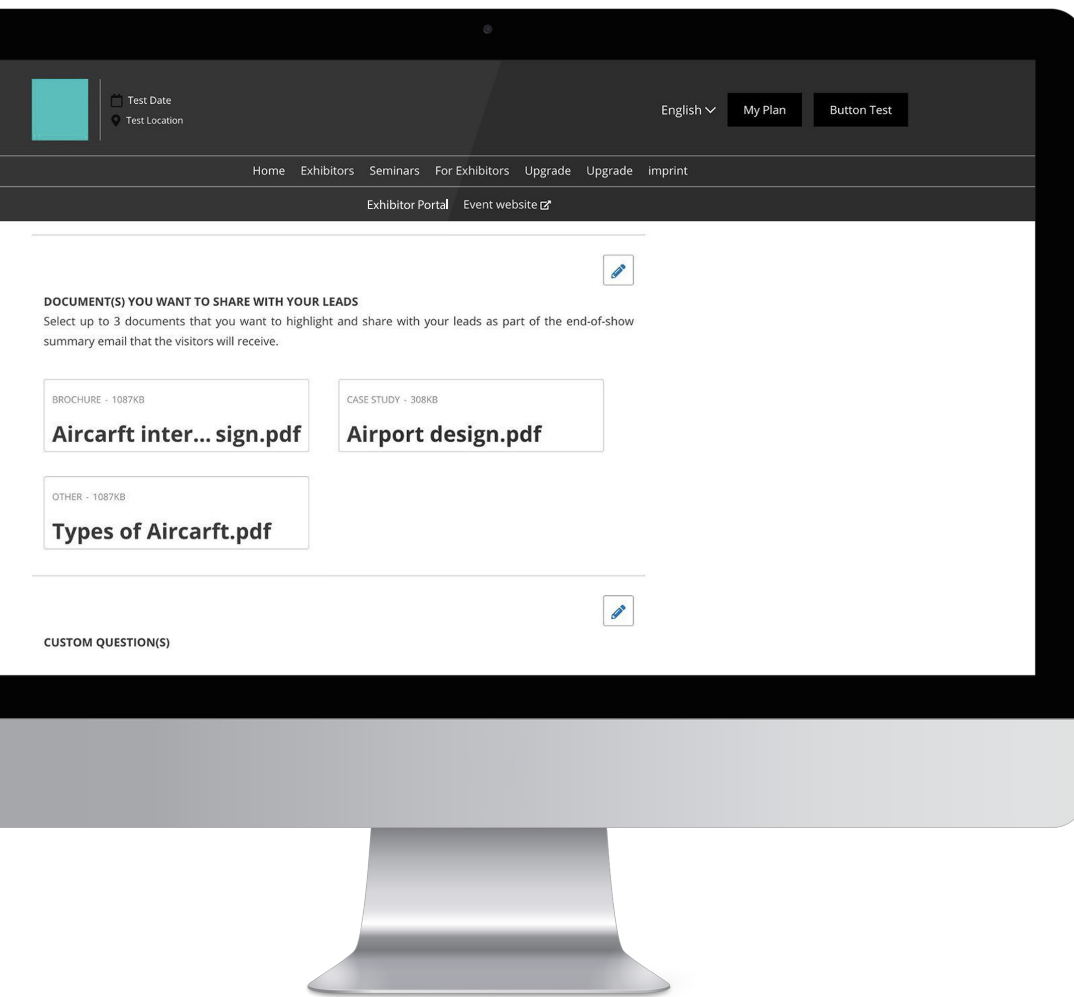 Test Date
Test Location
English
My Plan
Button Test
Home Exhibitors Seminars For Exhibitors Upgrade Upgrade imprint
Exhibitor Portal Event website
DOCUMENT(S) YOU WANT TO SHARE WITH YOUR LEADS
Select up to 3 documents that you want to highlight and share with your leads as part of the end-of-show
summary email that the visitors will receive.
BROCHURE - 1087KB
Aircarft inter... sign.pdf
CASE STUDY - 308KB
Airport design.pdf
OTHER - 1087KB
Types of Aircarft.pdf
CUSTOM QUESTION(S)